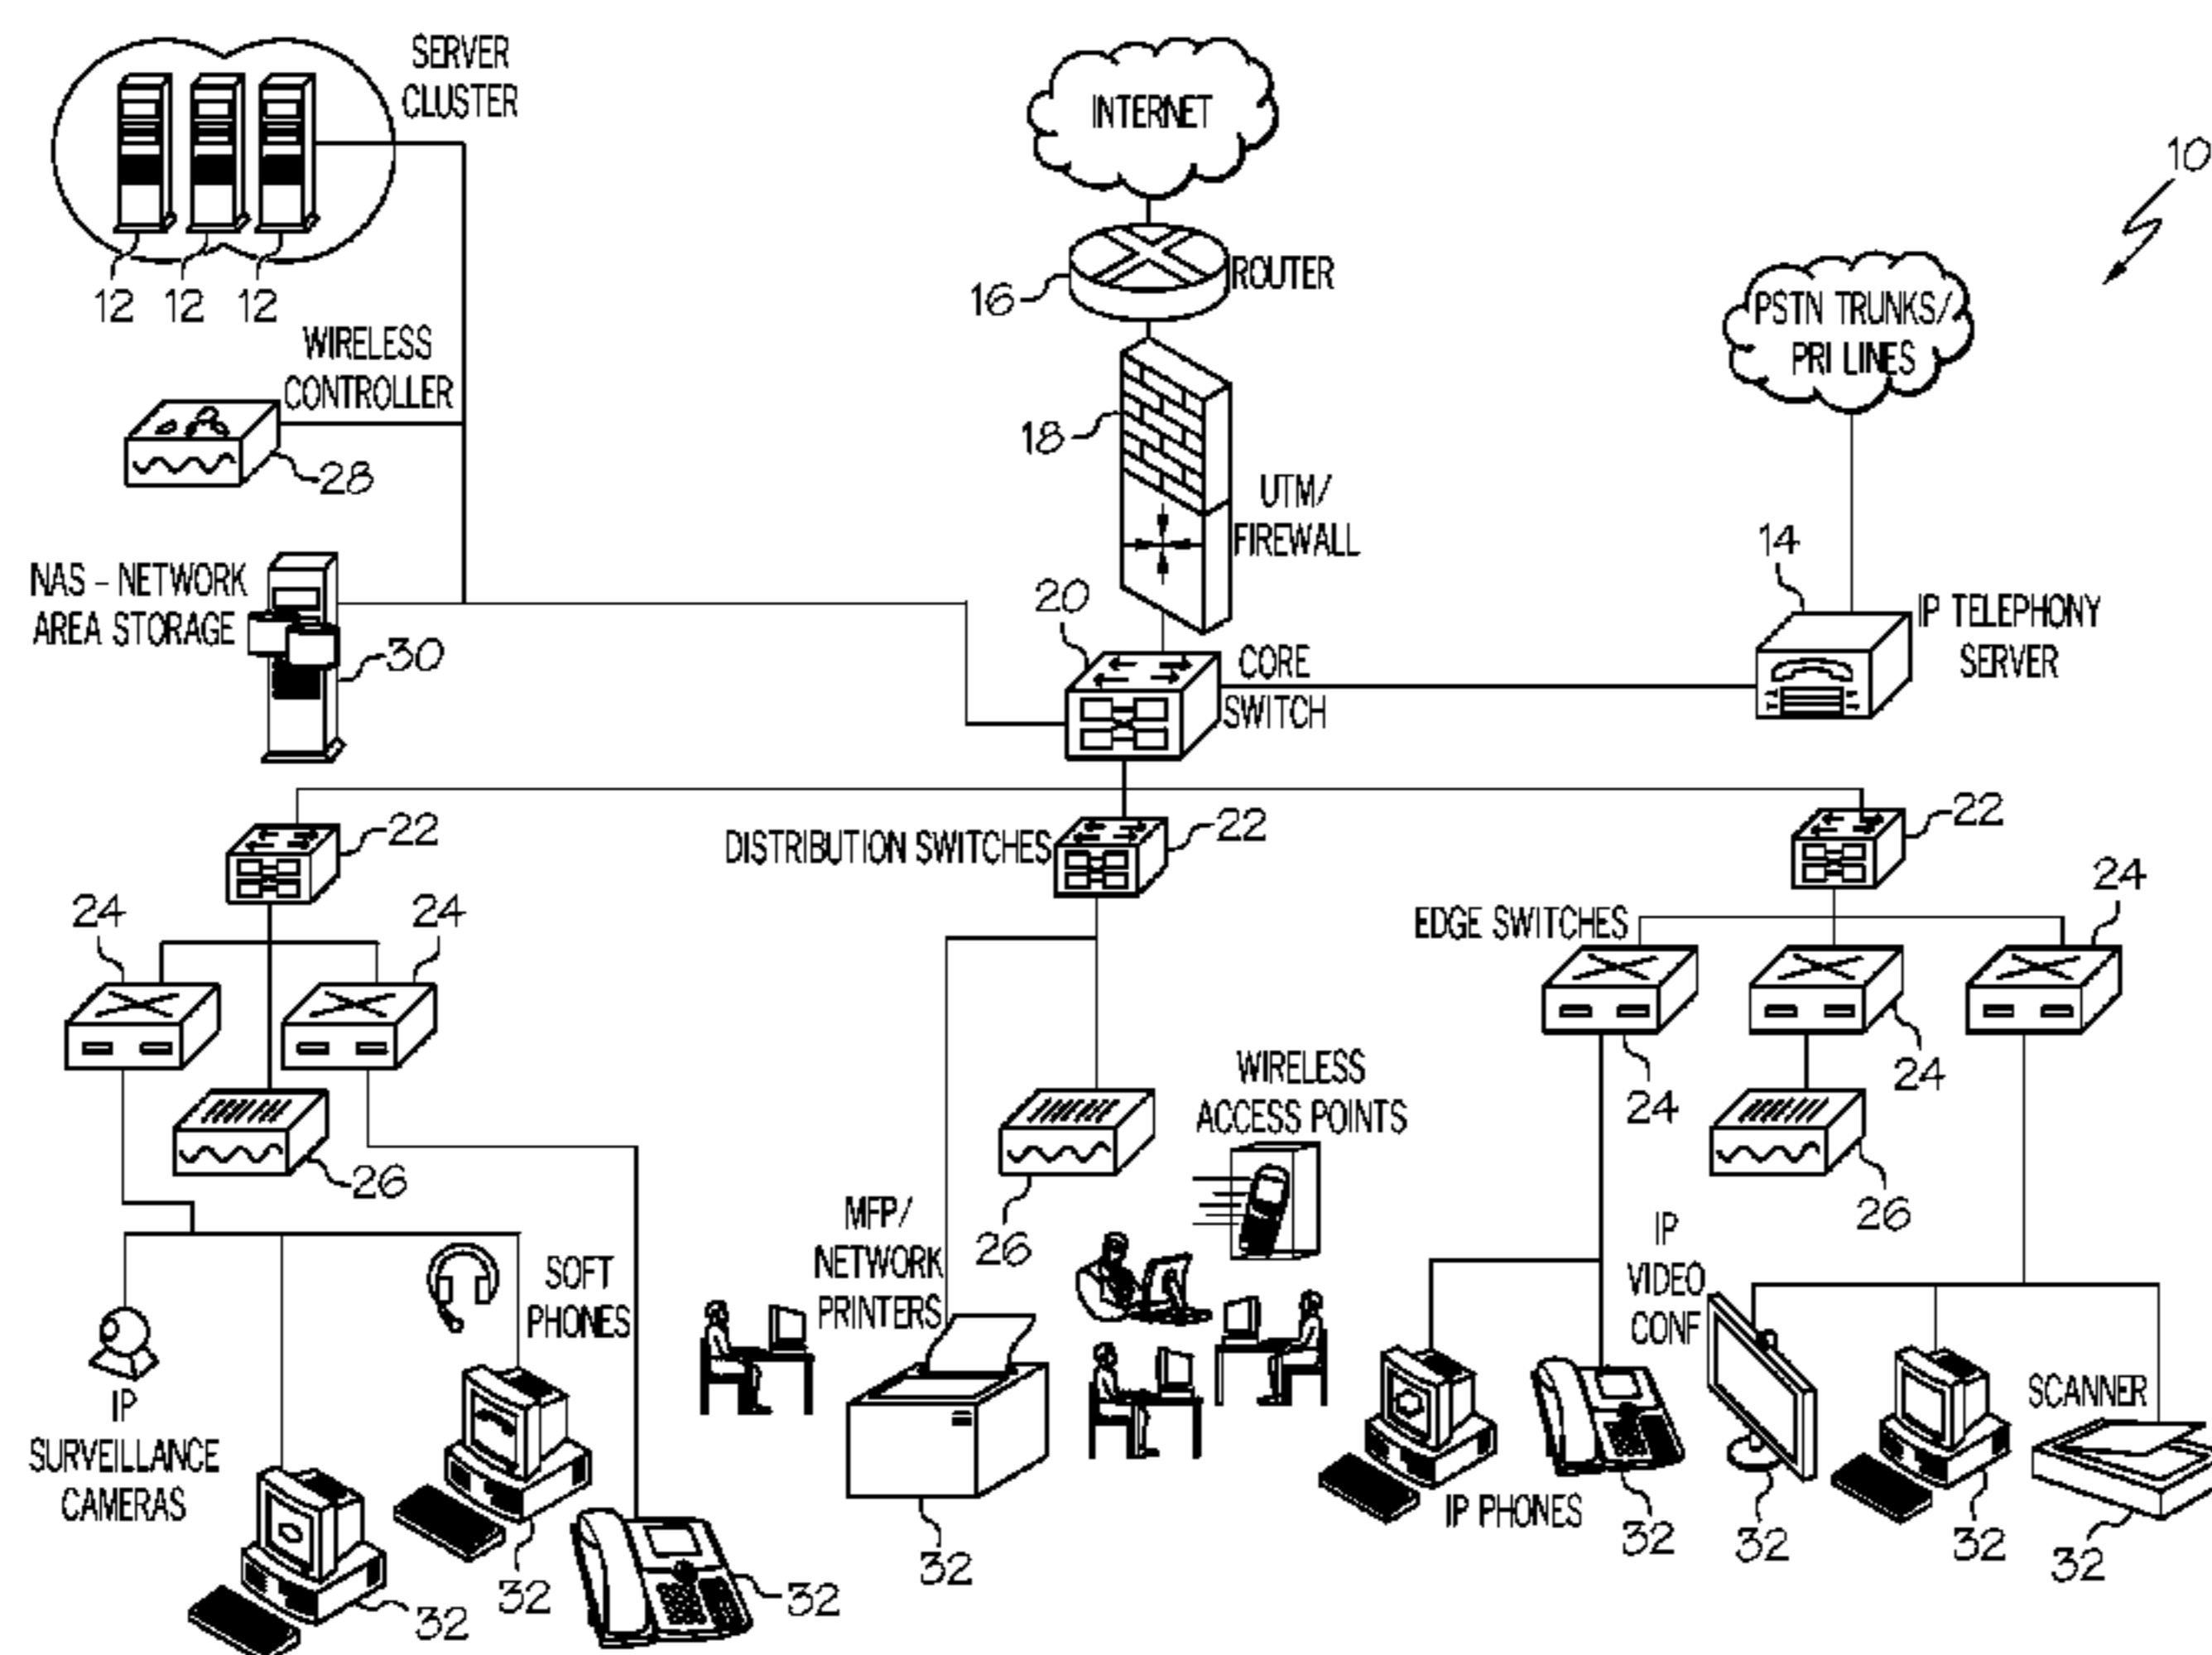 SERVER
CLUSTER
12 12 12
INTERNET
10
16
ROUTER
PSTN TRUNKS/
PRI LINES
WIRELESS
CONTROLLER
28
18
UTM/
FIREWALL
14
IP TELEPHONY
SERVER
NAS – NETWORK
AREA STORAGE
30
20
CORE
SWITCH
22
DISTRIBUTION SWITCHES
22
22
24
24
EDGE SWITCHES
24
24
24
26
WIRELESS
ACCESS POINTS
26
26
SOFT
PHONES
MFP/
NETWORK
PRINTERS
IP
VIDEO
CONF
IP
SURVEILLANCE
CAMERAS
SCANNER
IP PHONES
32
32
32
32
32
32
32
32